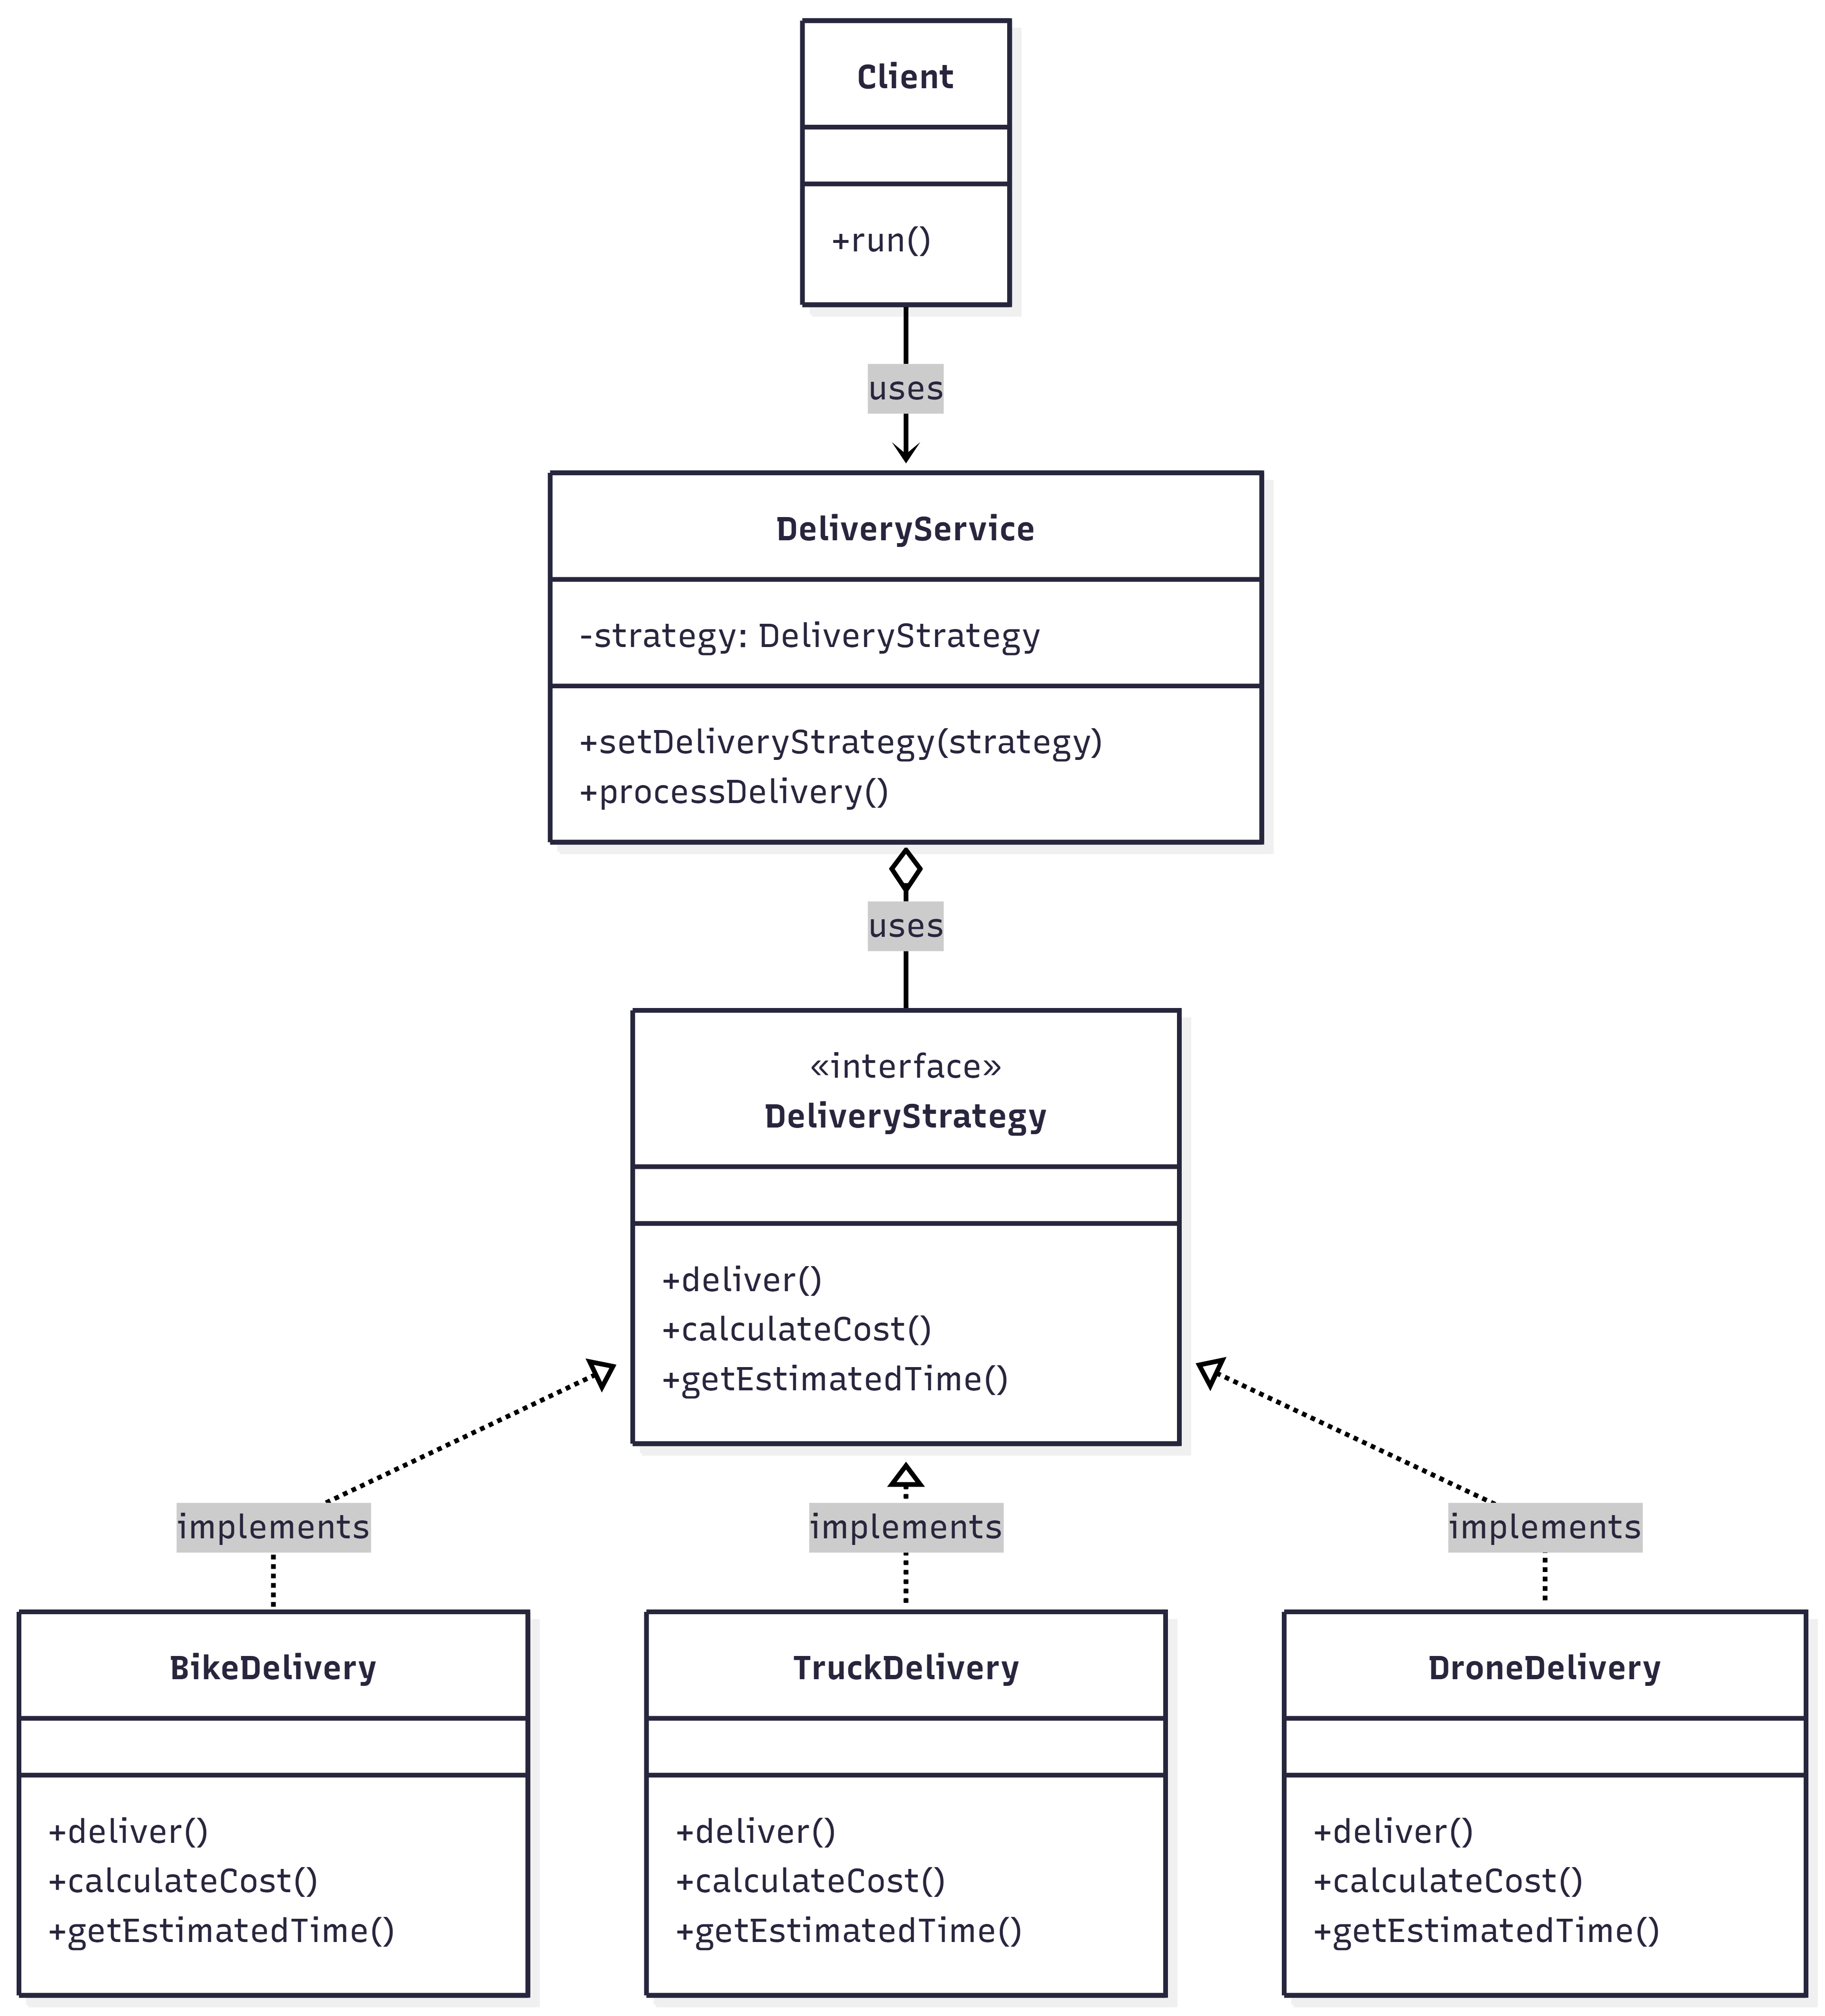 Client
+run()
uses
DeliveryService
-strategy: DeliveryStrategy
+setDeliveryStrategy(strategy)
+processDelivery()
uses
«interface»
DeliveryStrategy
+deliver()
+calculateCost()
+getEstimatedTime()
implements
implements
implements
BikeDelivery
+deliver()
+calculateCost()
+getEstimatedTime()
TruckDelivery
+deliver()
+calculateCost()
+getEstimatedTime()
DroneDelivery
+deliver()
+calculateCost()
+getEstimatedTime()